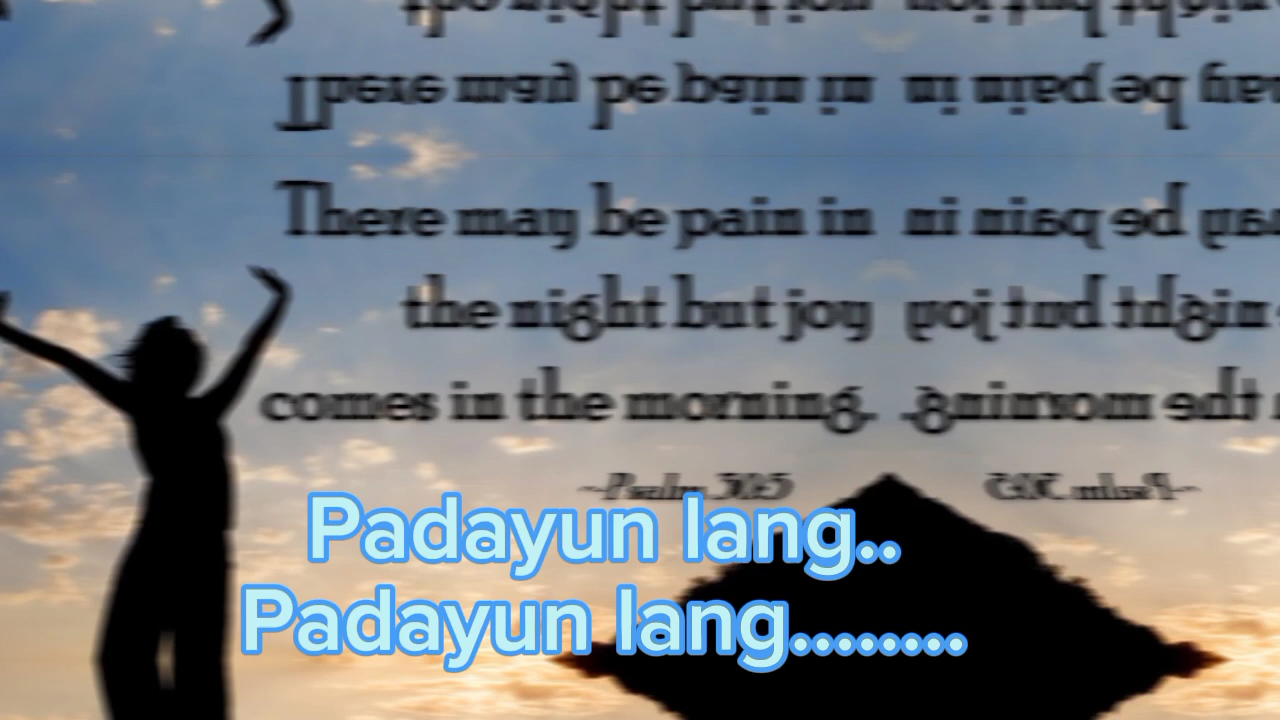 There may be pain in
the night but joy
comes in the morning.
~Psalm 30:5
Padayun lang..
Padayun lang........